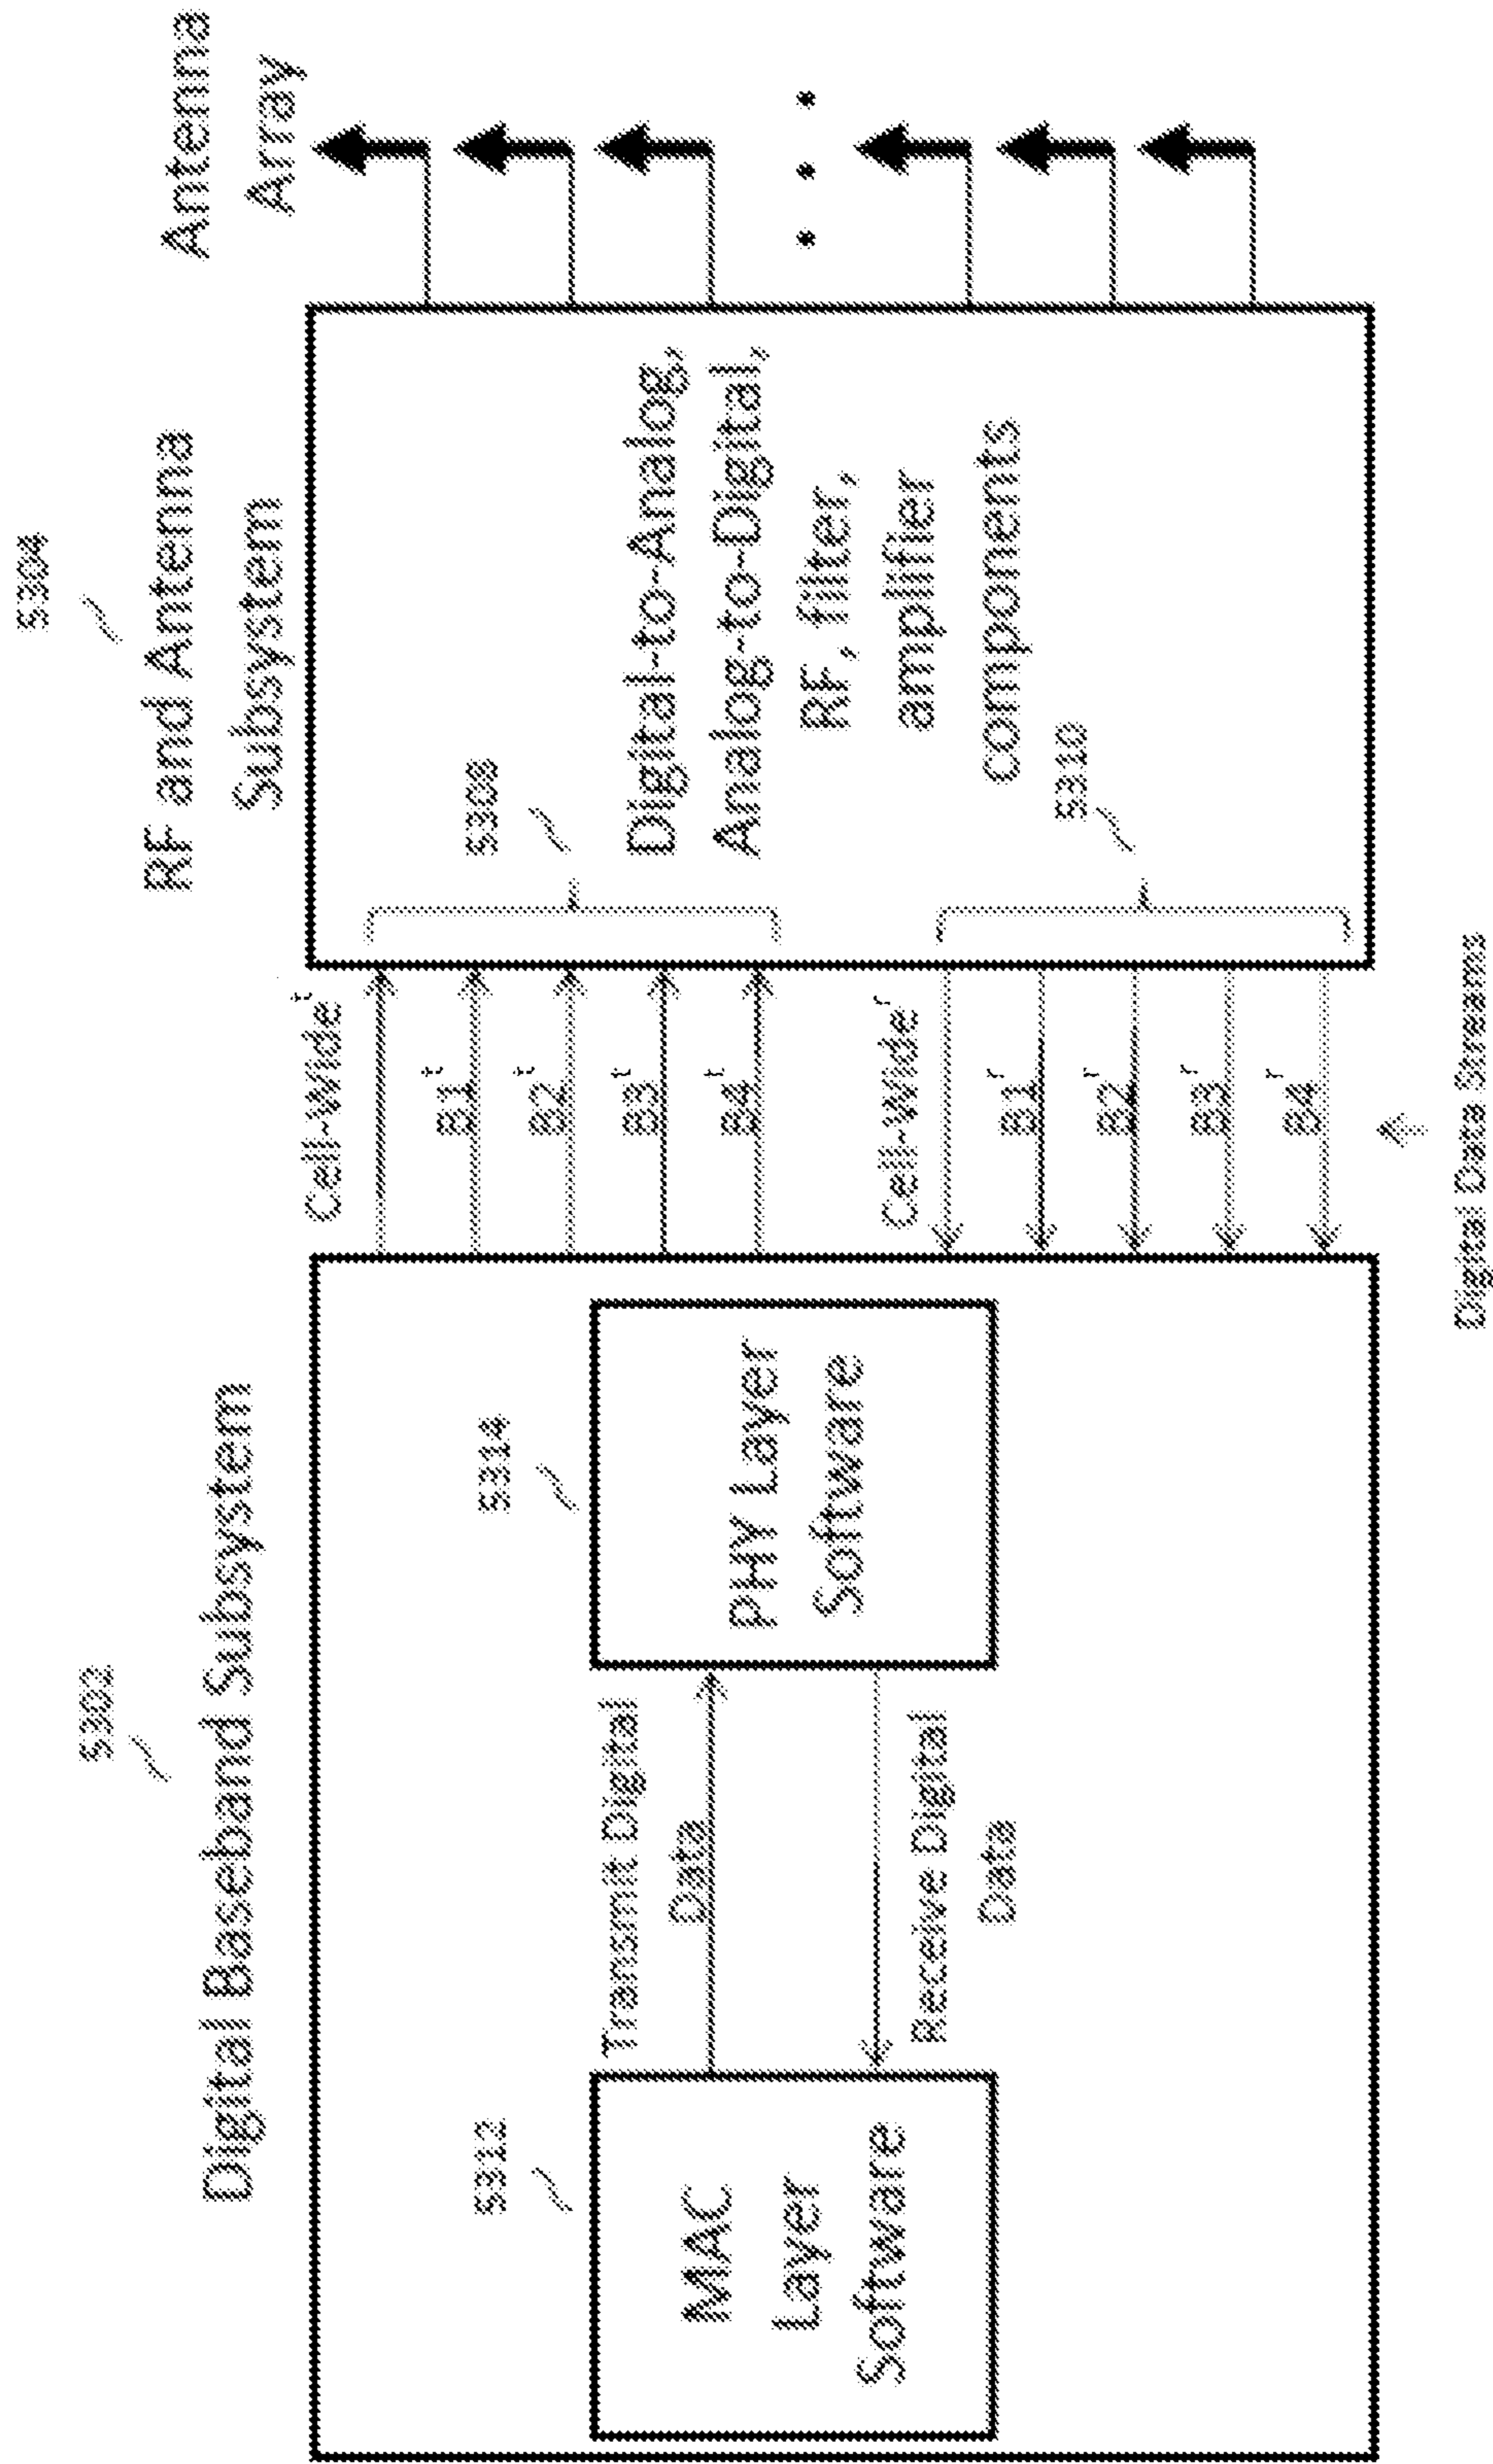 5302
Digital Baseband Subsystem
5312
MAC
Layer
Software
Transmit Digital
Data
Receive Digital
Data
5314
PHY Layer
Software
Cell-Wide^t
B1^t
B2^t
B3^t
B4^t
Cell-Wide^r
B1^r
B2^r
B3^r
B4^r
Digital Data Streams
5304
RF and Antenna
Subsystem
5308
Digital-to-Analog,
Analog-to-Digital,
RF, filter,
amplifier
components
5310
Antenna
Array